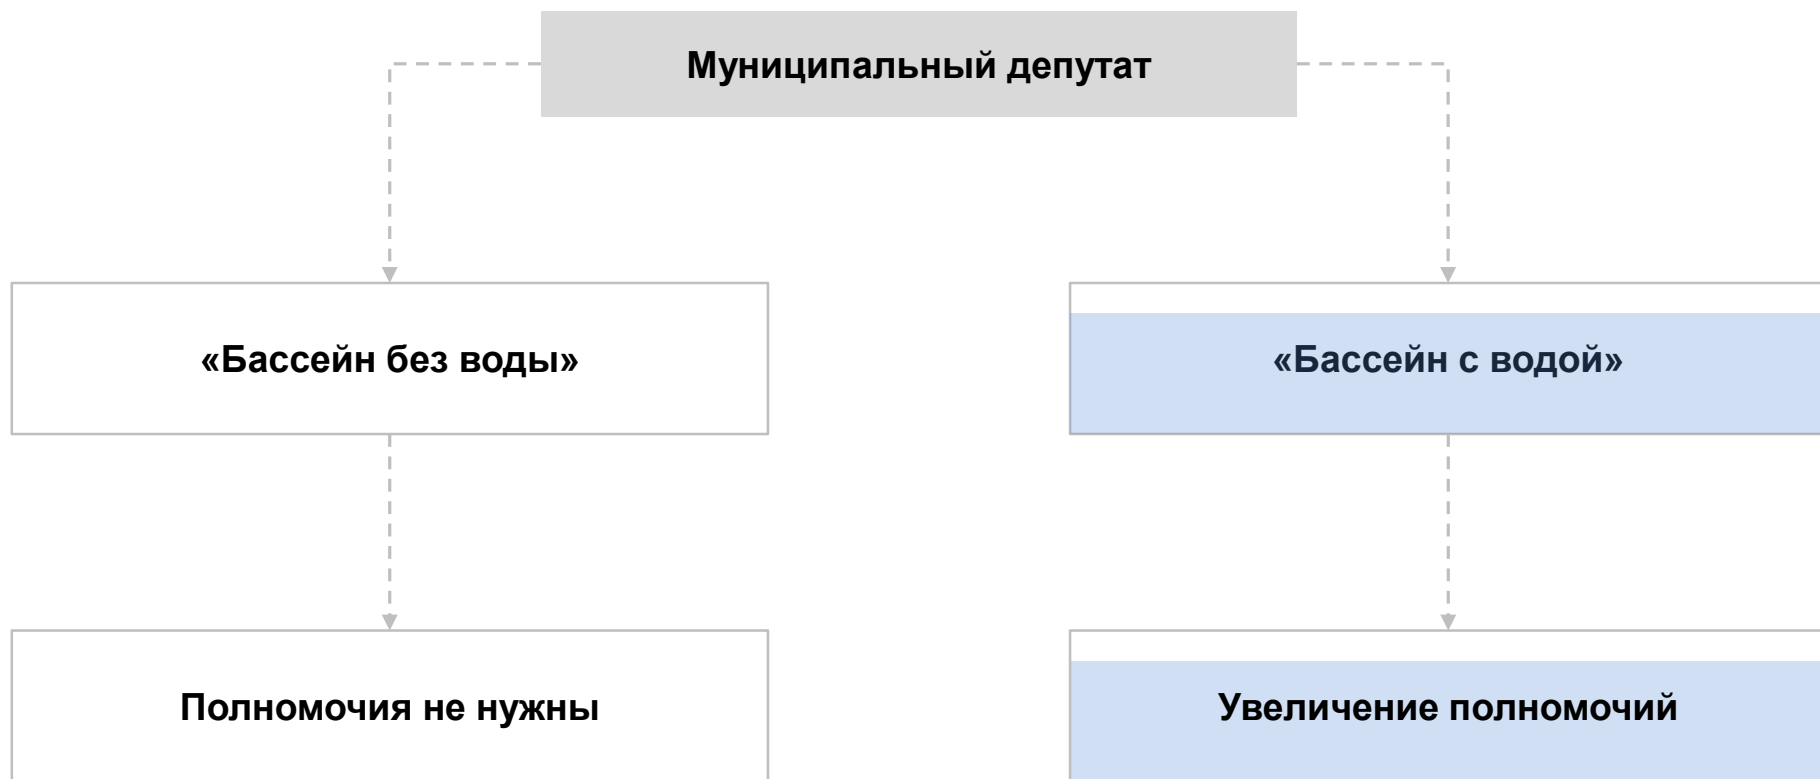 Муниципальный депутат
«Бассейн без воды»
«Бассейн с водой»
Полномочия не нужны
Увеличение полномочий